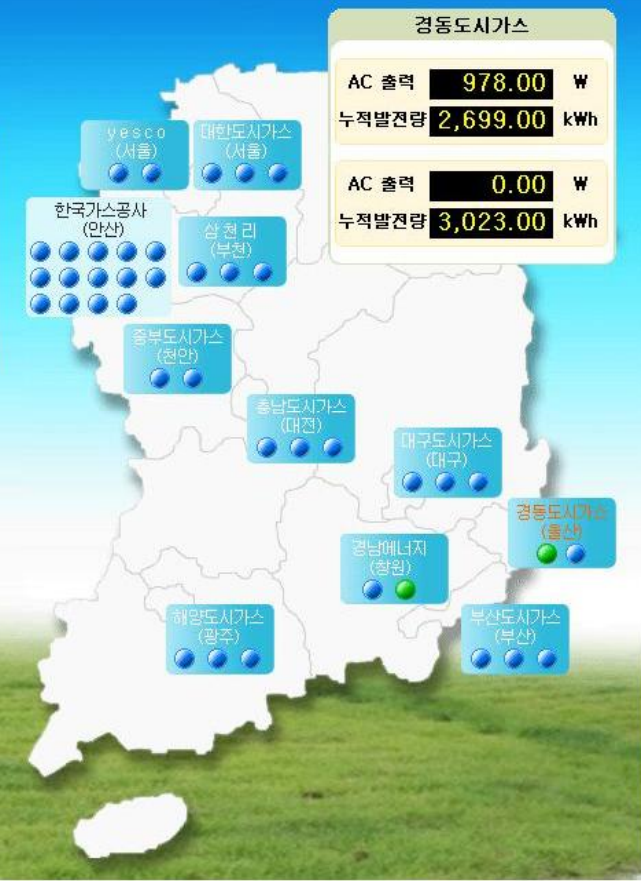 경동도시가스
AC 출력 978.00 W
누적발전량 2,699.00 kWh
AC 출력 0.00 W
누적발전량 3,023.00 kWh
yesco
(서울)
대한도시가스
(서울)
한국가스공사
(안산)
삼천리
(부천)
중부도시가스
(천안)
충남도시가스
(대전)
대구도시가스
(대구)
경동도시가스
(울산)
경남에너지
(창원)
해양도시가스
(광주)
부산도시가스
(부산)